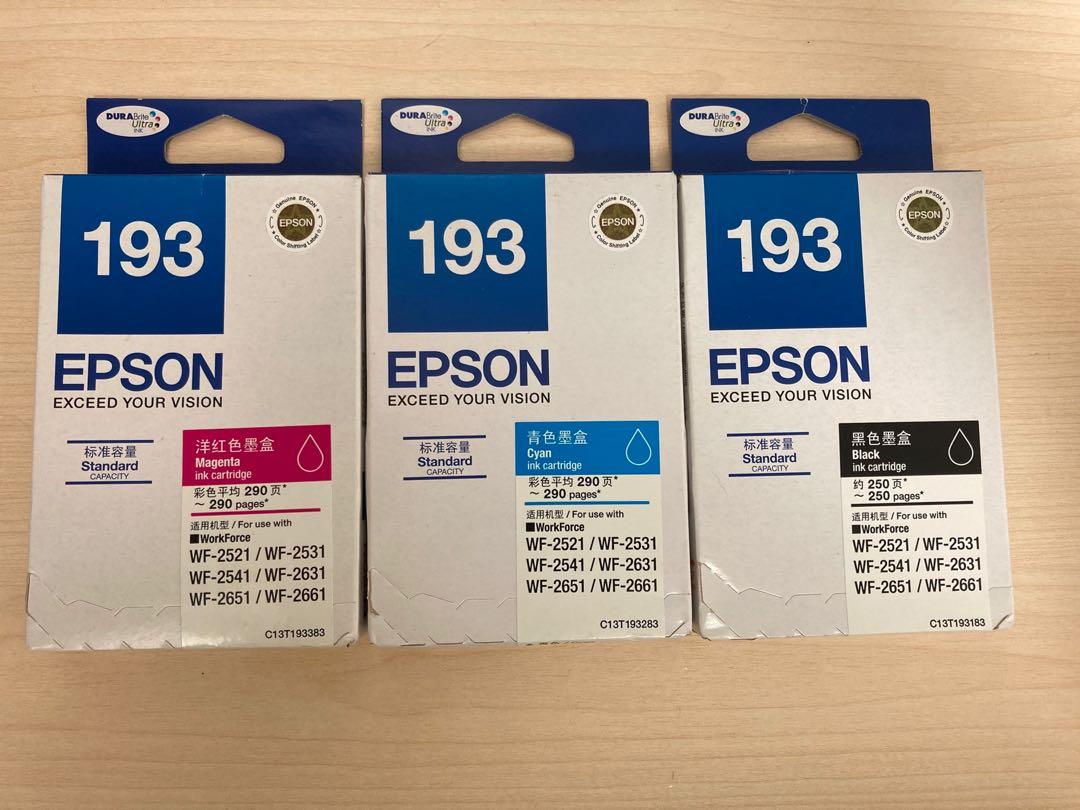 DURABrite
Ultra
INK
193
Genuine EPSON
EPSON
Color Shifting Label
EPSON
EXCEED YOUR VISION
标准容量
Standard
CAPACITY
洋红色墨盒
Magenta
ink cartridge
彩色平均 290 页*
~ 290 pages*
适用机型 / For use with
WorkForce
WF-2521 / WF-2531
WF-2541 / WF-2631
WF-2651 / WF-2661
C13T193383
DURABrite
Ultra
INK
193
Genuine EPSON
EPSON
Color Shifting Label
EPSON
EXCEED YOUR VISION
标准容量
Standard
CAPACITY
青色墨盒
Cyan
ink cartridge
彩色平均 290 页*
~ 290 pages*
适用机型 / For use with
WorkForce
WF-2521 / WF-2531
WF-2541 / WF-2631
WF-2651 / WF-2661
C13T193283
DURABrite
Ultra
INK
193
Genuine EPSON
EPSON
Color Shifting Label
EPSON
EXCEED YOUR VISION
标准容量
Standard
CAPACITY
黑色墨盒
Black
ink cartridge
约 250 页*
~ 250 pages*
适用机型 / For use with
WorkForce
WF-2521 / WF-2531
WF-2541 / WF-2631
WF-2651 / WF-2661
C13T193183